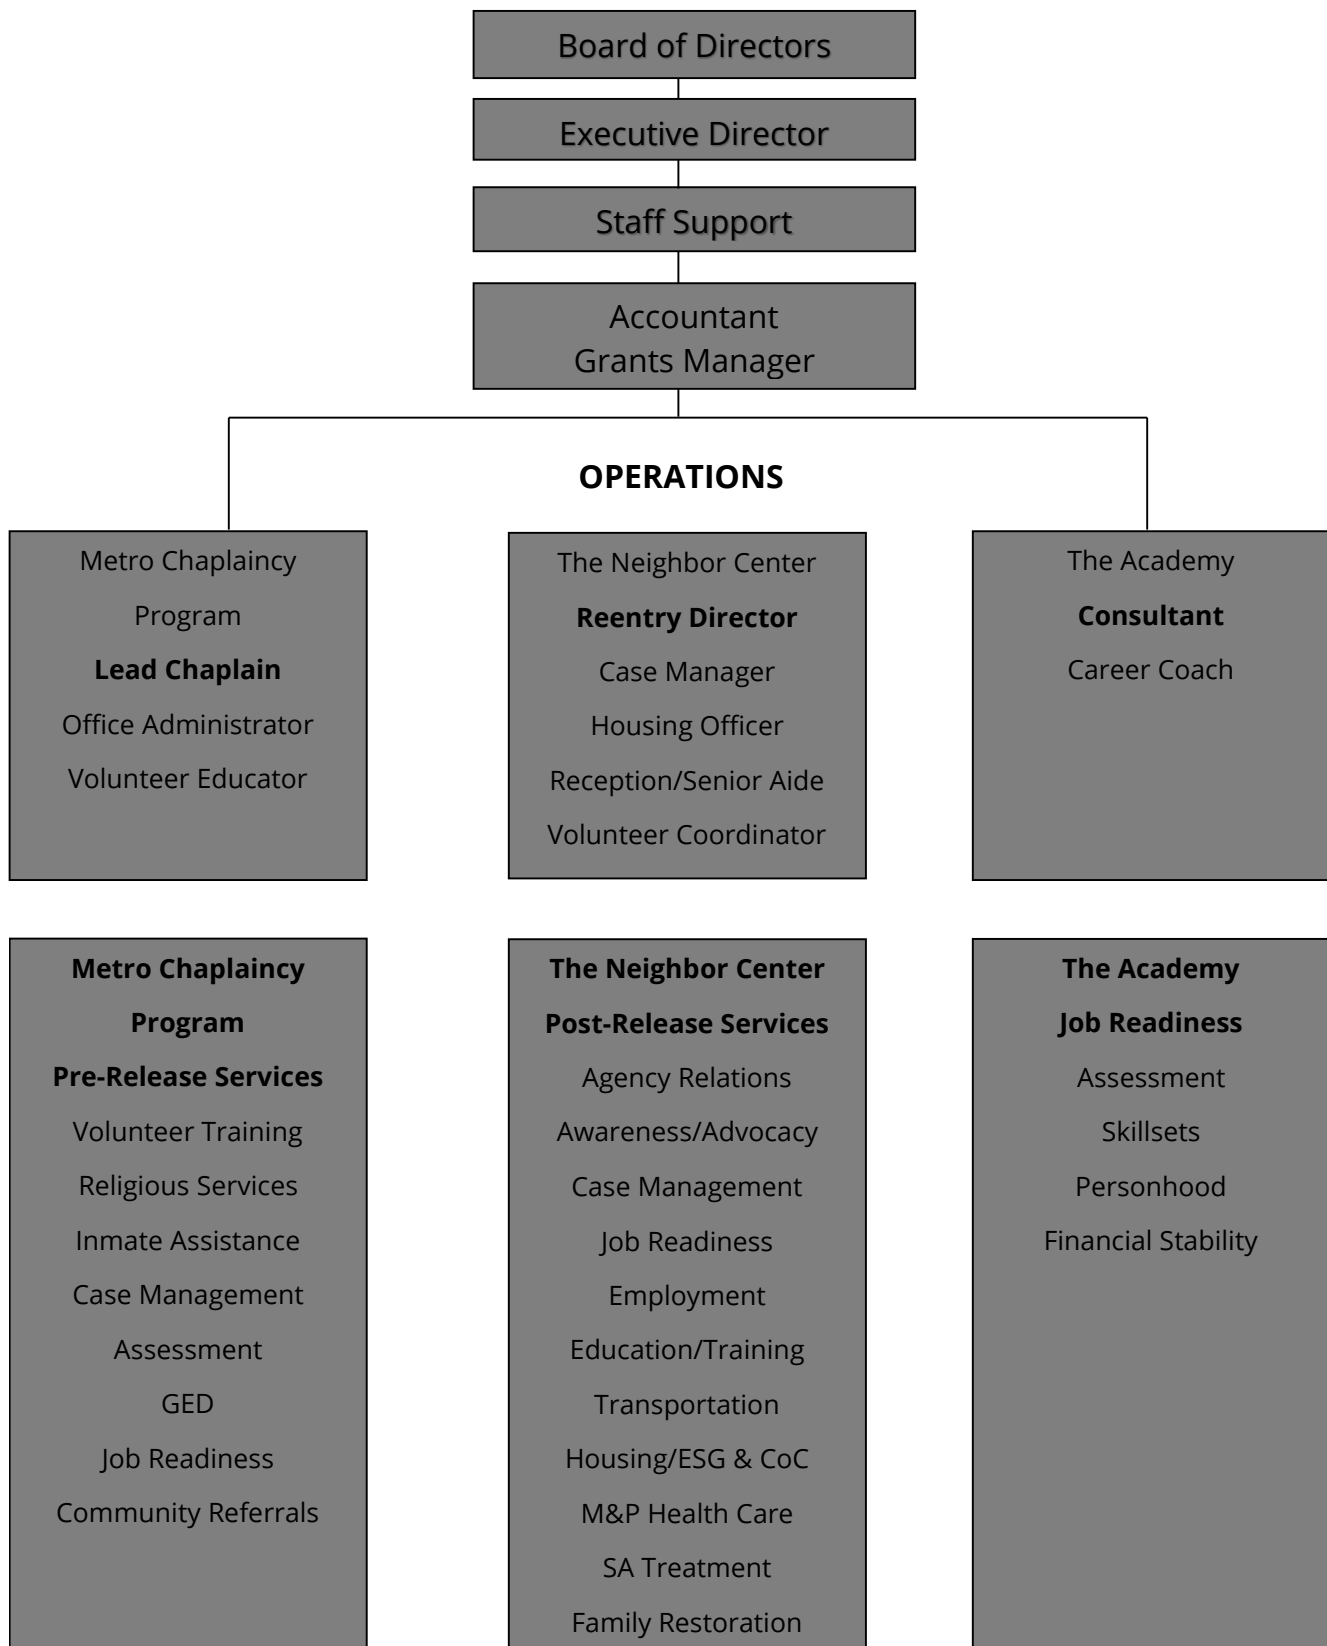 Board of Directors
Executive Director
Staff Support
Accountant
Grants Manager
OPERATIONS
Metro Chaplaincy
Program
Lead Chaplain
Office Administrator
Volunteer Educator
The Neighbor Center
Reentry Director
Case Manager
Housing Officer
Reception/Senior Aide
Volunteer Coordinator
The Academy
Consultant
Career Coach
Metro Chaplaincy
Program
Pre-Release Services
Volunteer Training
Religious Services
Inmate Assistance
Case Management
Assessment
GED
Job Readiness
Community Referrals
The Neighbor Center
Post-Release Services
Agency Relations
Awareness/Advocacy
Case Management
Job Readiness
Employment
Education/Training
Transportation
Housing/ESG & CoC
M&P Health Care
SA Treatment
Family Restoration
The Academy
Job Readiness
Assessment
Skillsets
Personhood
Financial Stability